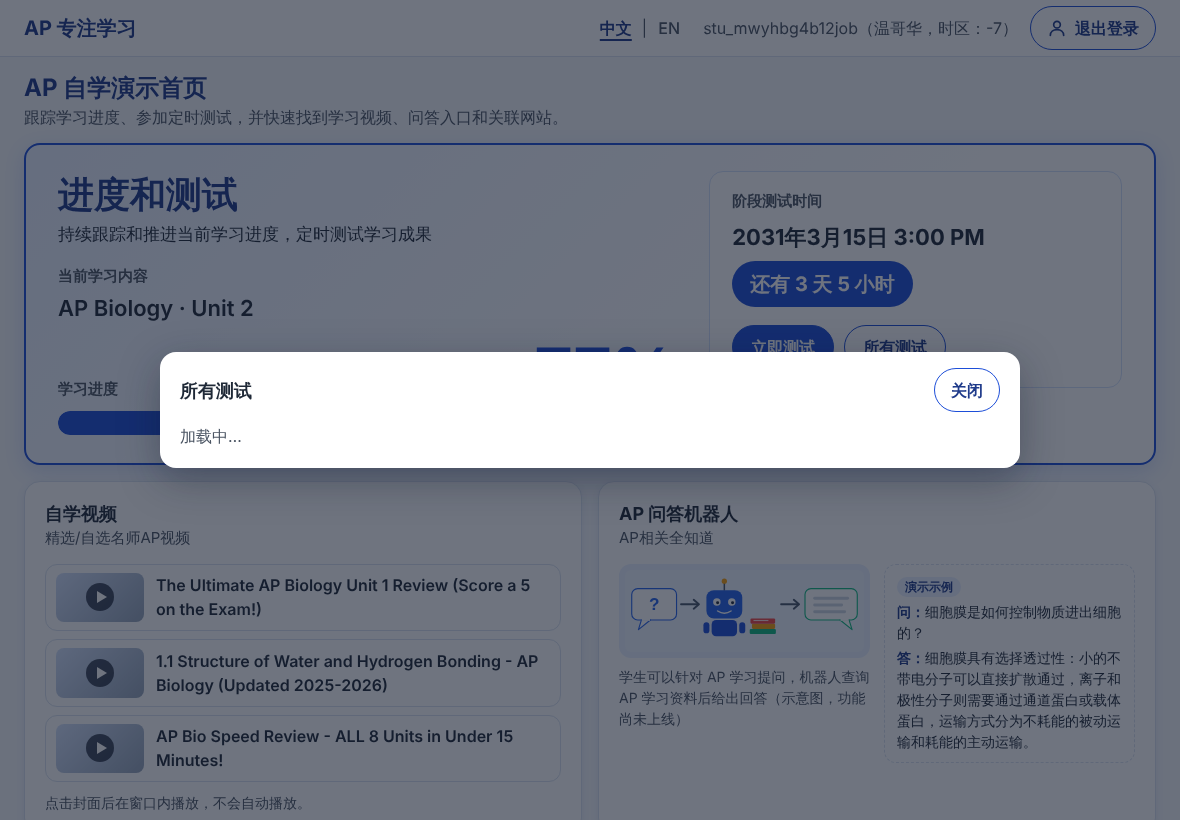 AP 专注学习
中文 | EN stu_mwyhbg4b12job（温哥华，时区：-7） 退出登录
AP 自学演示首页
跟踪学习进度、参加定时测试，并快速找到学习视频、问答入口和关联网站。
进度和测试
持续跟踪和推进当前学习进度，定时测试学习成果
当前学习内容
AP Biology · Unit 2
学习进度
阶段测试时间
2031年3月15日 3:00 PM
还有 3 天 5 小时
立即测试 所有测试
所有测试
关闭
加载中...
自学视频
精选/自选名师AP视频
The Ultimate AP Biology Unit 1 Review (Score a 5
on the Exam!)
1.1 Structure of Water and Hydrogen Bonding - AP
Biology (Updated 2025-2026)
AP Bio Speed Review - ALL 8 Units in Under 15
Minutes!
点击封面后在窗口内播放，不会自动播放。
AP 问答机器人
AP相关全知道
?
学生可以针对 AP 学习提问，机器人查询
AP 学习资料后给出回答（示意图，功能
尚未上线）
演示示例
问：细胞膜是如何控制物质进出细胞
的？
答：细胞膜具有选择透过性：小的不
带电分子可以直接扩散通过，离子和
极性分子则需要通过通道蛋白或载体
蛋白，运输方式分为不耗能的被动运
输和耗能的主动运输。